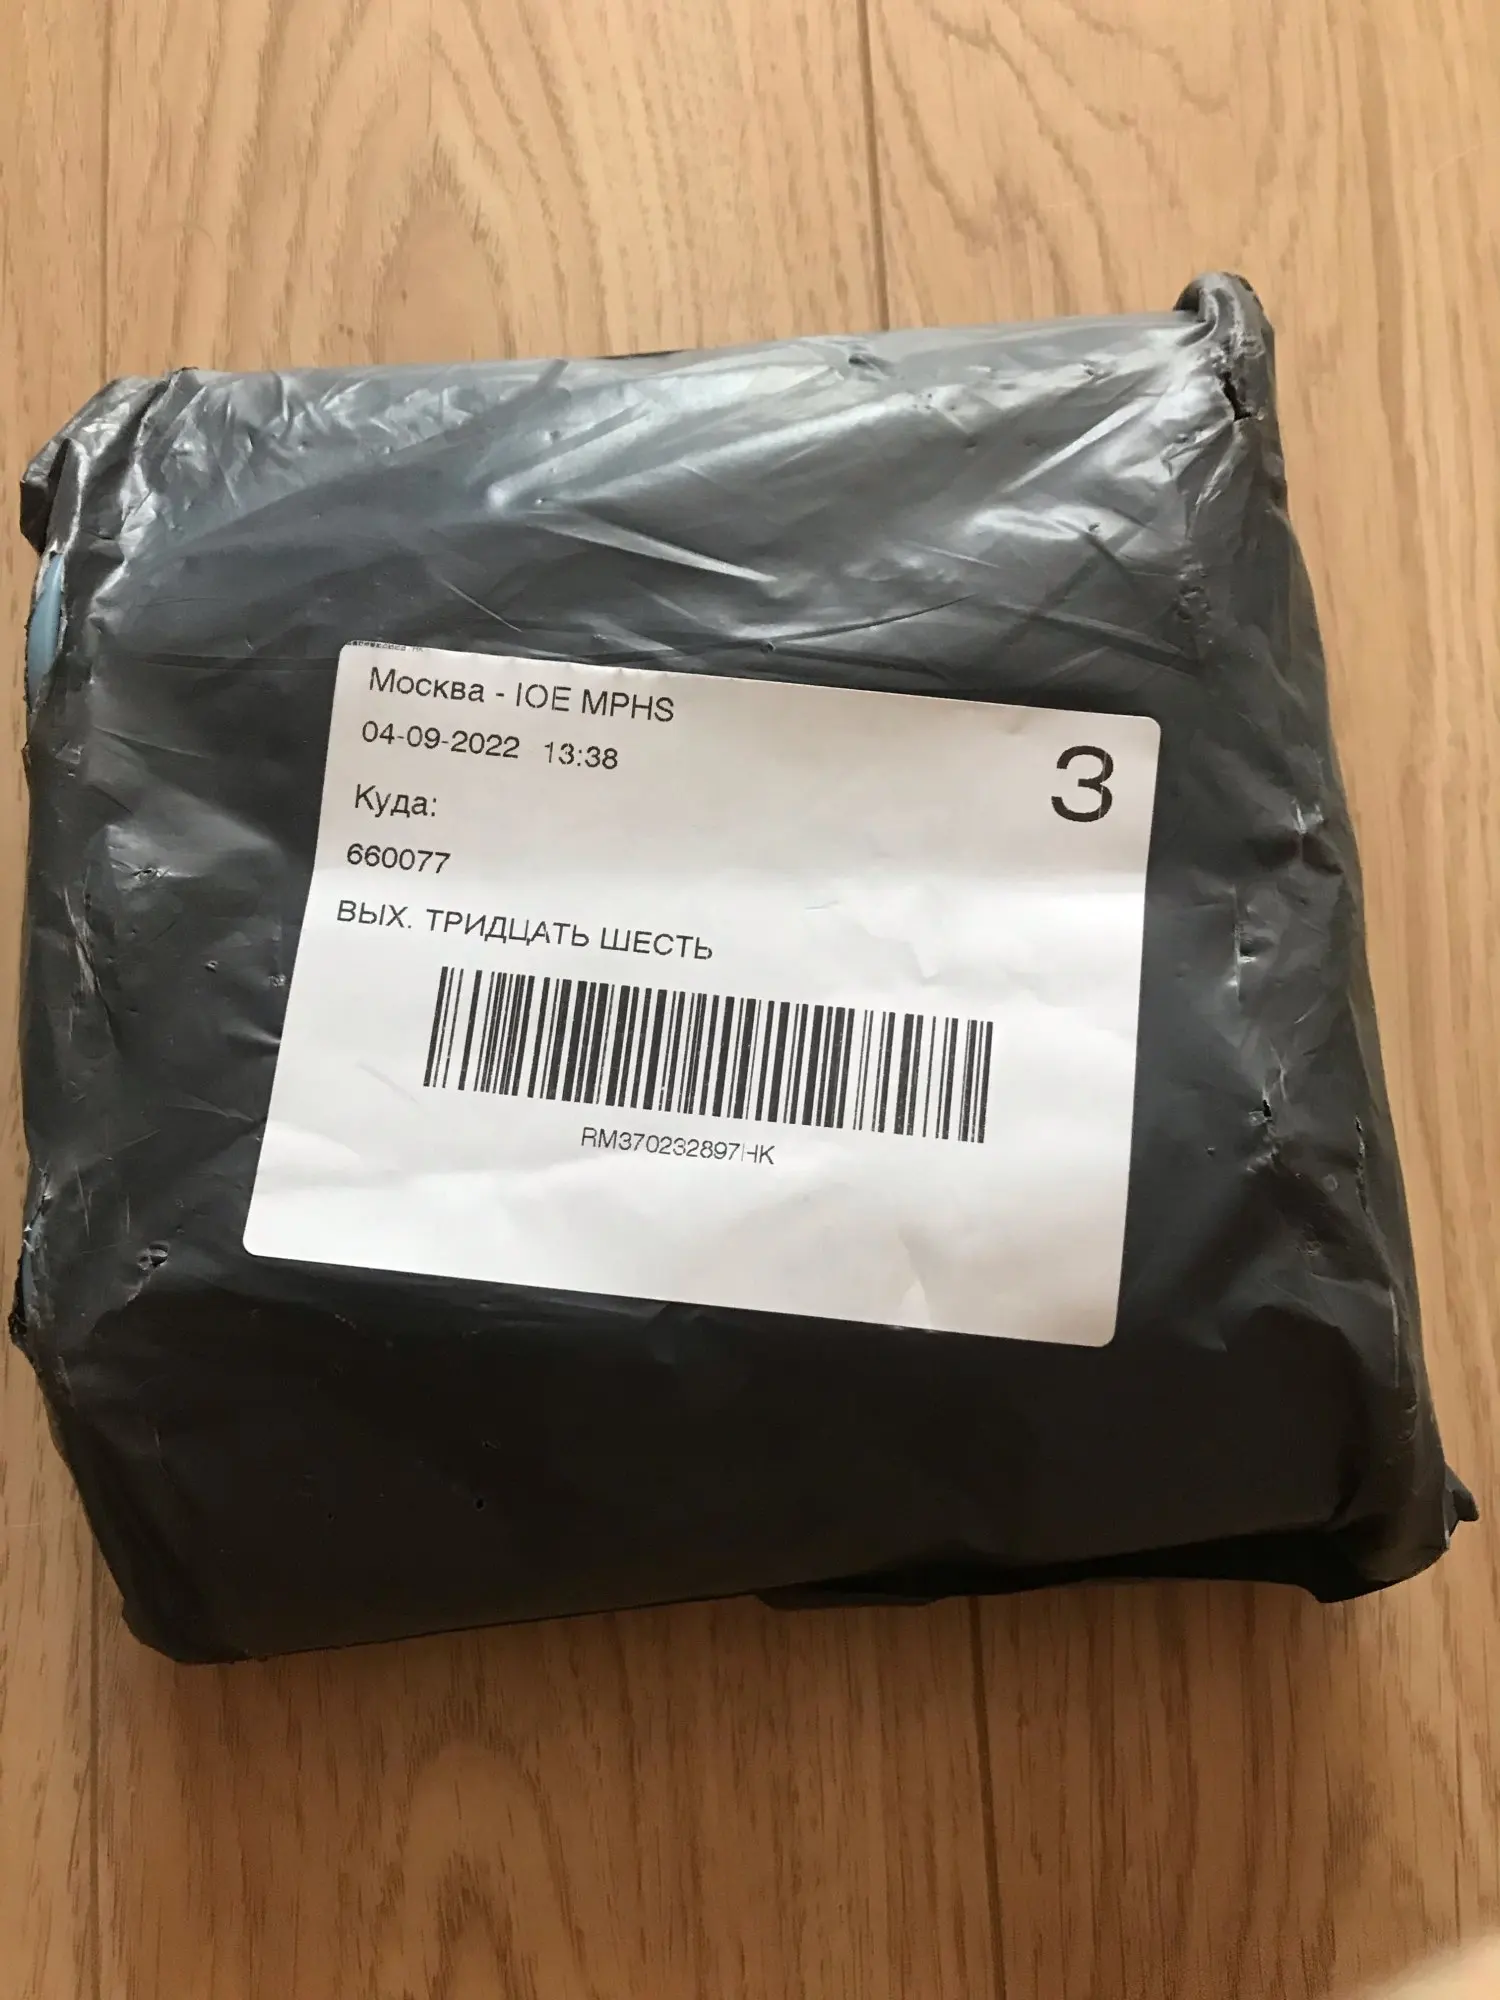 Москва - IOE MPHS
04-09-2022 13:38
3
Куда:
660077
ВЫХ. ТРИДЦАТЬ ШЕСТЬ
RM370232897HK